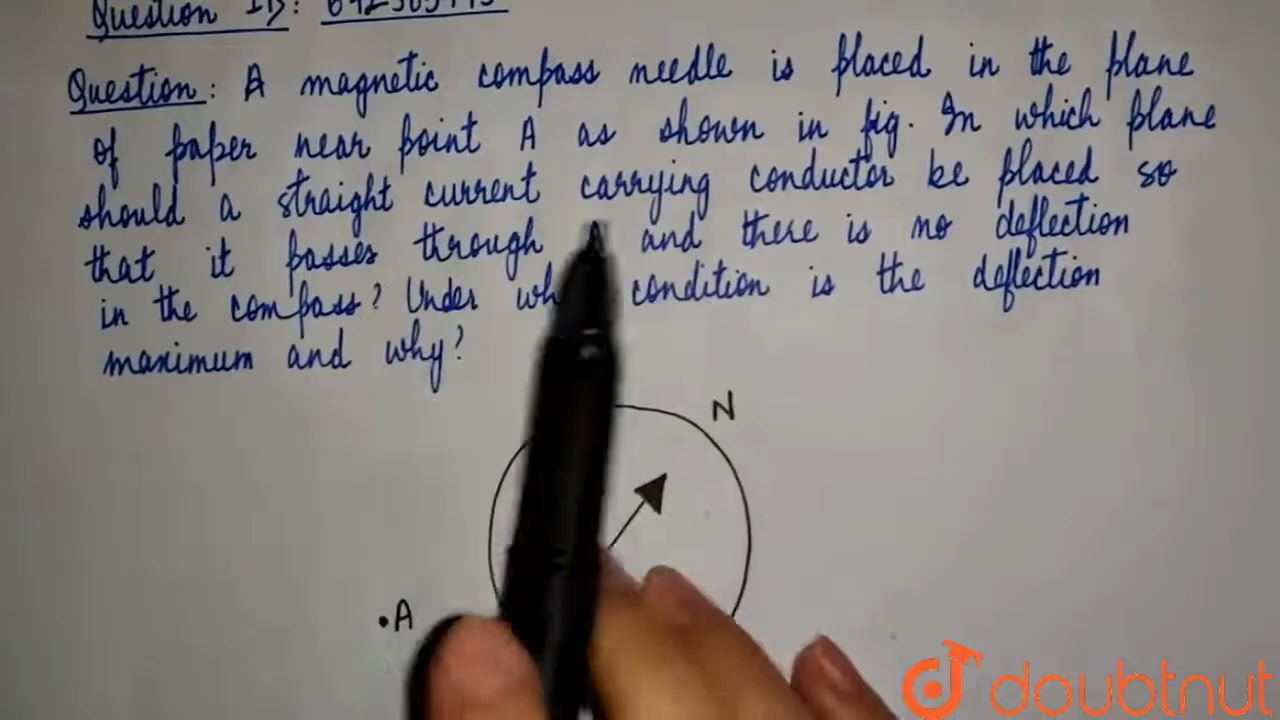 Question ID:
Question: A magnetic compass needle is placed in the plane
of paper near point A as shown in fig. In which plane
should a straight current carrying conductor be placed so
that it passes through and there is no deflection
in the compass? Under condition is the deflection
maximum and why?
N
A
doubtnut